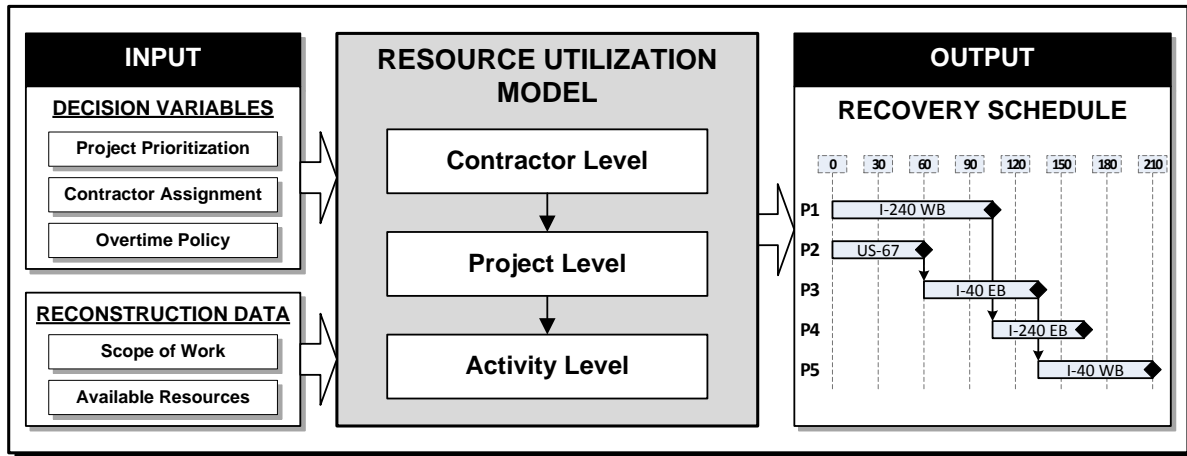 INPUT
DECISION VARIABLES
Project Prioritization
Contractor Assignment
Overtime Policy
RECONSTRUCTION DATA
Scope of Work
Available Resources
RESOURCE UTILIZATION
MODEL
Contractor Level
Project Level
Activity Level
OUTPUT
RECOVERY SCHEDULE
0 30 60 90 120 150 180 210
P1 I-240 WB
P2 US-67
P3 I-40 EB
P4 I-240 EB
P5 I-40 WB